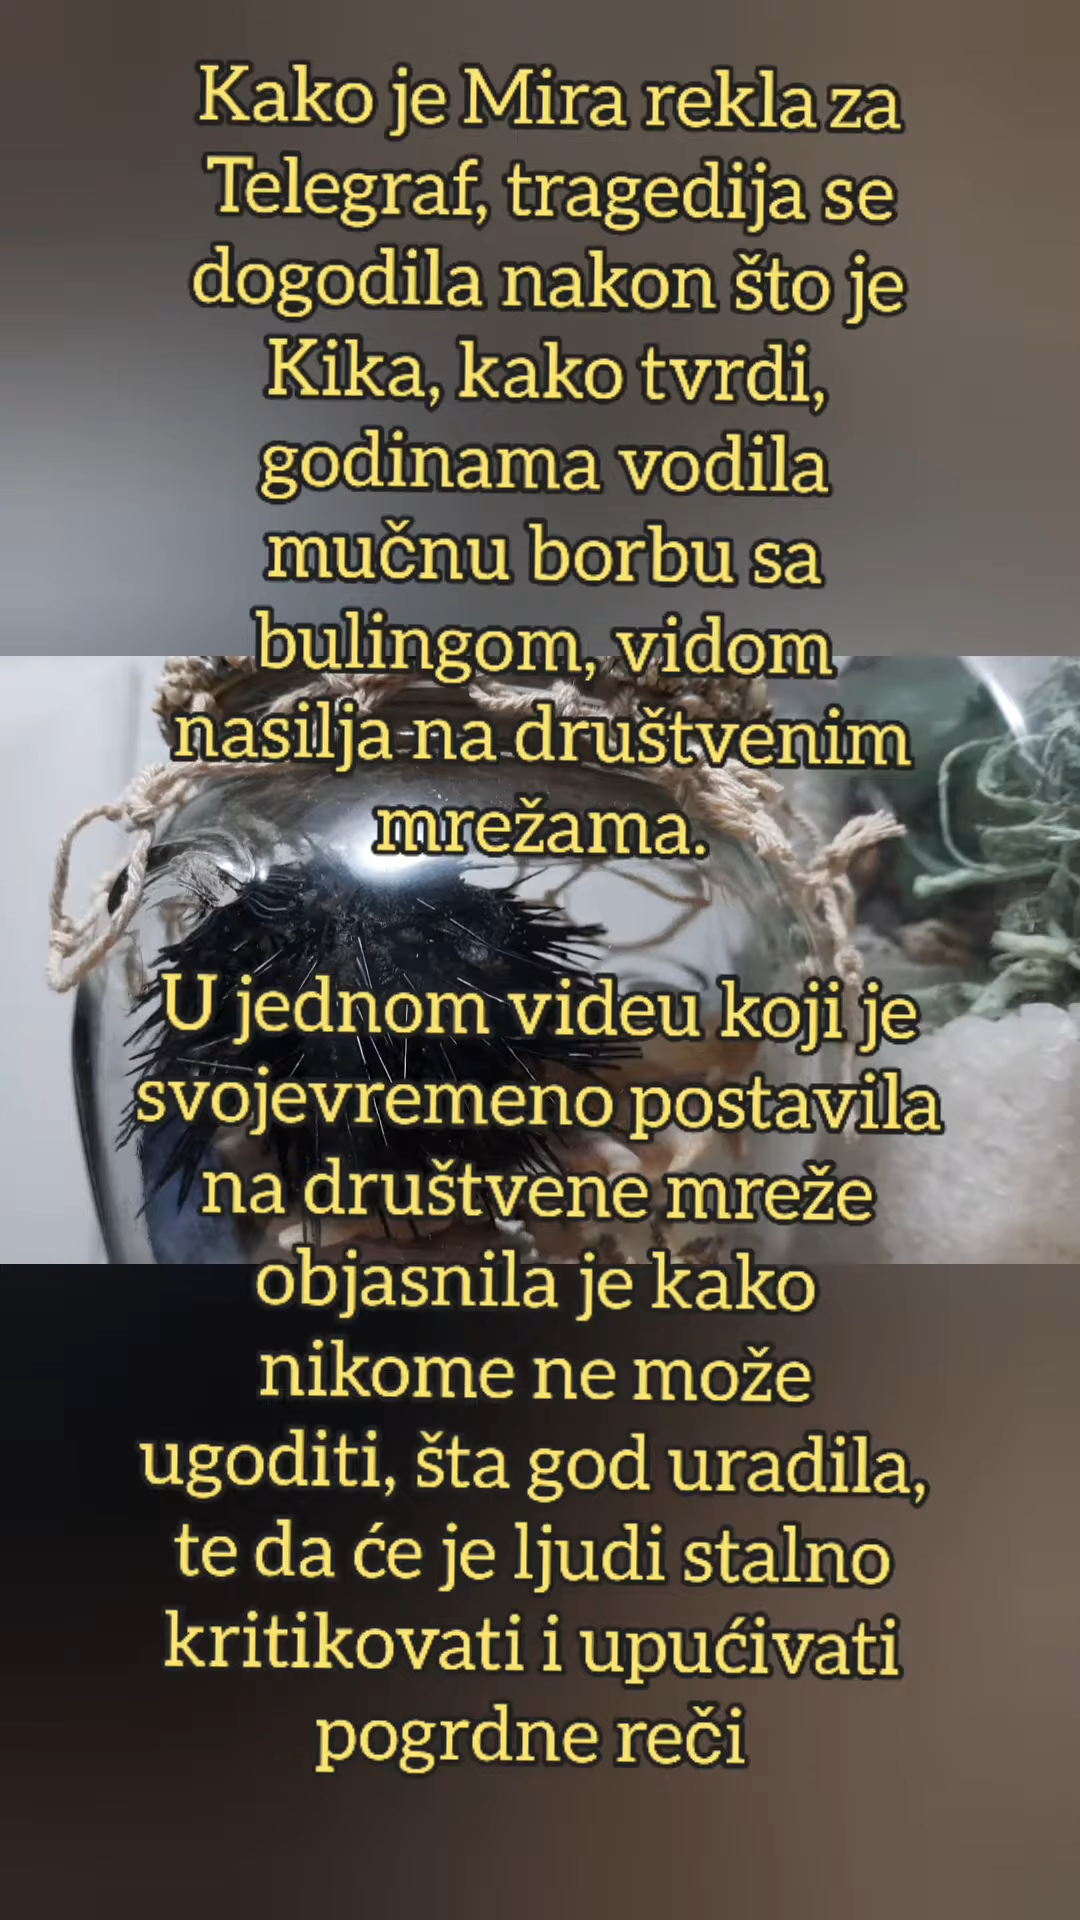 Kako je Mira rekla za
Telegraf, tragedija se
dogodila nakon što je
Kika, kako tvrdi,
godinama vodila
mučnu borbu sa
bulingom, vidom
nasilja na društvenim
mrežama.
U jednom videu koji je
svojevremeno postavila
na društvene mreže
objasnila je kako
nikome ne može
ugoditi, šta god uradila,
te da će je ljudi stalno
kritikovati i upućivati
pogrdne reči